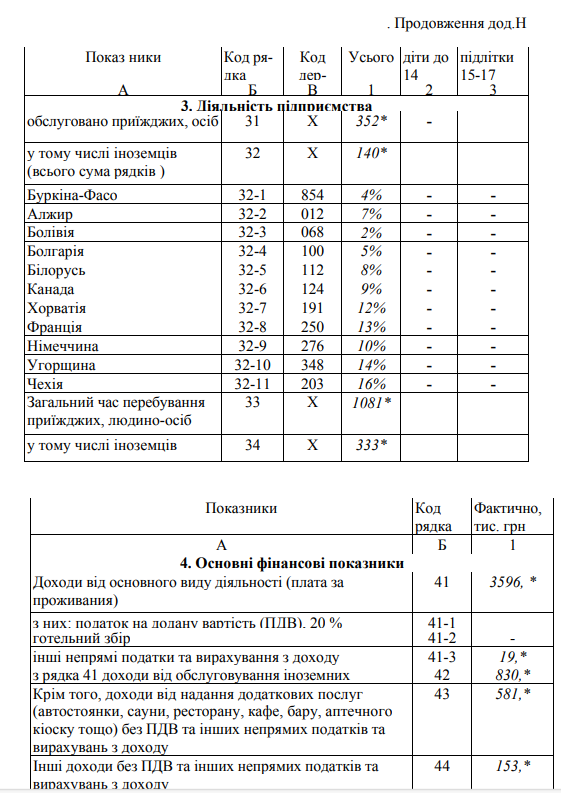 . Продовження дод.Н
Показ ники Код ря- Код Усього діти до підлітки
дка дер- 14 15-17
А Б В 1 2 3
3. Діяльність підприємства
обслуговано приїжджих, осіб 31 Х 352* -
у тому числі іноземців 32 Х 140*
(всього сума рядків )
Буркіна-Фасо 32-1 854 4% - -
Алжир 32-2 012 7% - -
Болівія 32-3 068 2% - -
Болгарія 32-4 100 5% - -
Білорусь 32-5 112 8% - -
Канада 32-6 124 9% - -
Хорватія 32-7 191 12% - -
Франція 32-8 250 13% - -
Німеччина 32-9 276 10% - -
Угорщина 32-10 348 14% - -
Чехія 32-11 203 16% - -
Загальний час перебування 33 Х 1081*
приїжджих, людино-осіб
у тому числі іноземців 34 Х 333*
Показники Код Фактично,
рядка тис. грн
А Б 1
4. Основні фінансові показники
Доходи від основного виду діяльності (плата за 41 3596, *
проживания)
з них: податок на додану вартість (ПДВ), 20 % 41-1
готельний збір 41-2 -
інші непрямі податки та вирахування з доходу 41-3 19,*
з рядка 41 доходи від обслуговування іноземних 42 830,*
Крім того, доходи від надання додаткових послуг 43 581,*
(автостоянки, сауни, ресторану, кафе, бару, аптечного
кіоску тощо) без ПДВ та інших непрямих податків та
вирахувань з доходу
Інші доходи без ПДВ та інших непрямих податків та 44 153,*
вирахувань з доходу